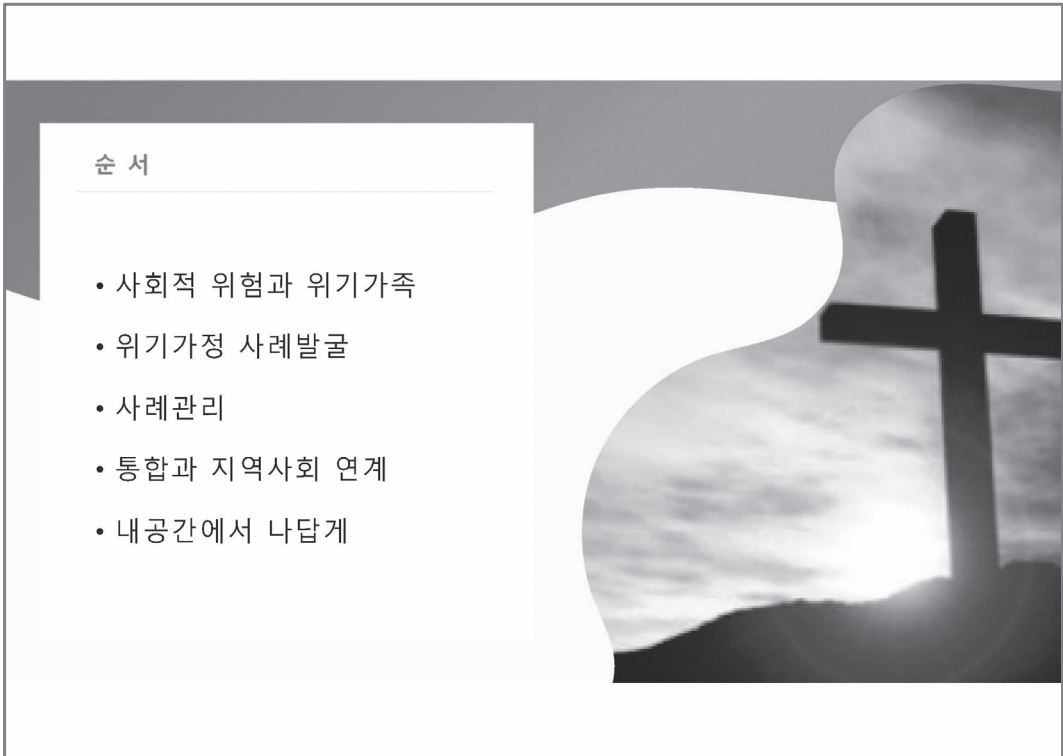 순 서
• 사회적 위험과 위기가족
• 위기가정 사례발굴
• 사례관리
• 통합과 지역사회 연계
• 내공간에서 나답게